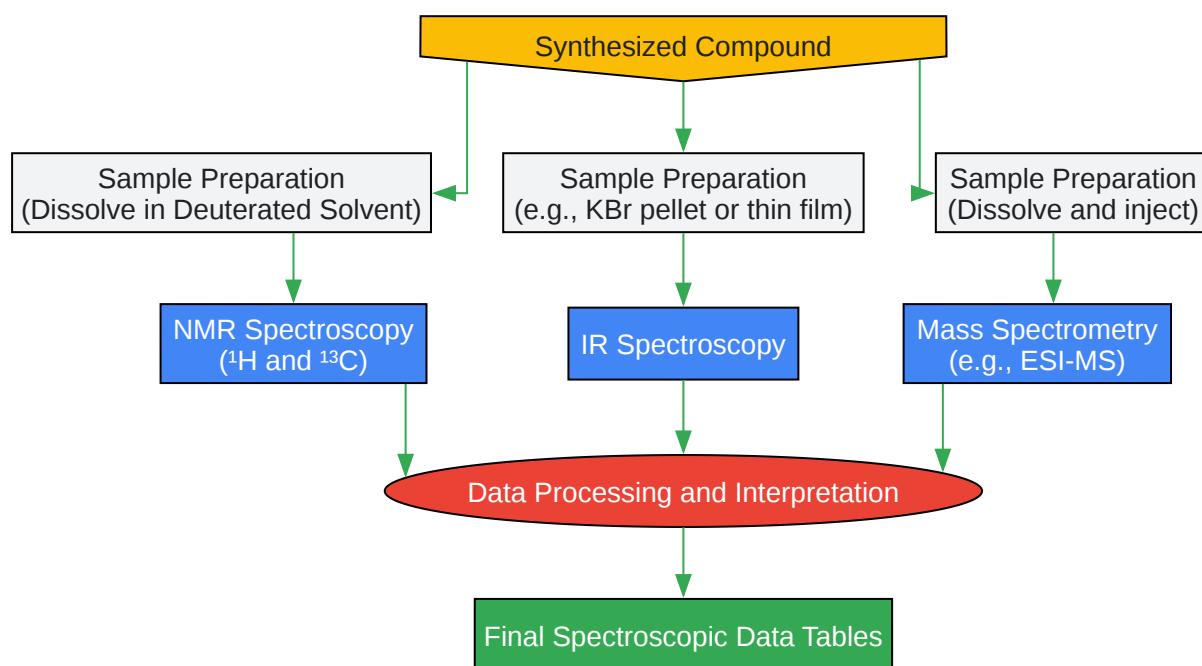 Synthesized Compound
Sample Preparation
(Dissolve in Deuterated Solvent)
Sample Preparation
(e.g., KBr pellet or thin film)
Sample Preparation
(Dissolve and inject)
NMR Spectroscopy
(¹H and ¹³C)
IR Spectroscopy
Mass Spectrometry
(e.g., ESI-MS)
Data Processing and Interpretation
Final Spectroscopic Data Tables